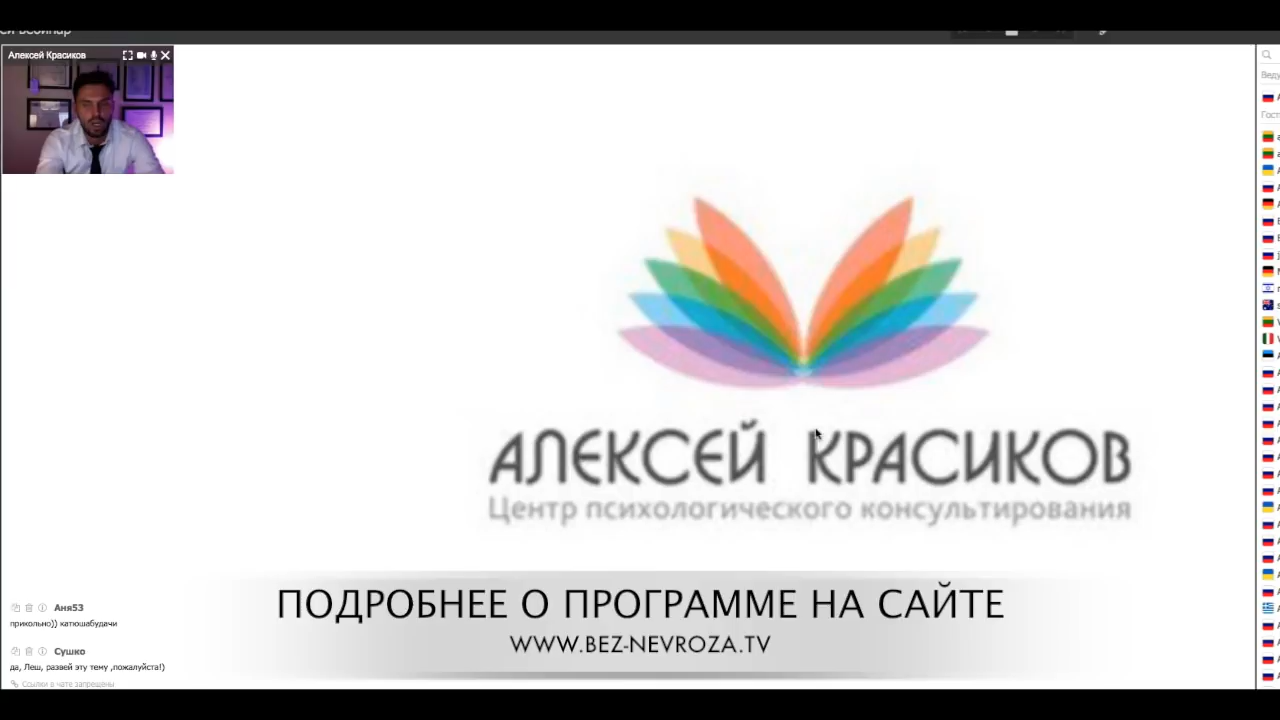 Алексей Красиков
АЛЕКСЕЙ КРАСИКОВ
Центр психологического консультирования
ПОДРОБНЕЕ О ПРОГРАММЕ НА САЙТЕ
WWW.BEZ-NEVROZA.TV
Аня53
прикольно)) катюшабудачи
Сушко
да, Леш, развей эту тему ,пожалуйста!)
Ссылки в чате запрещены